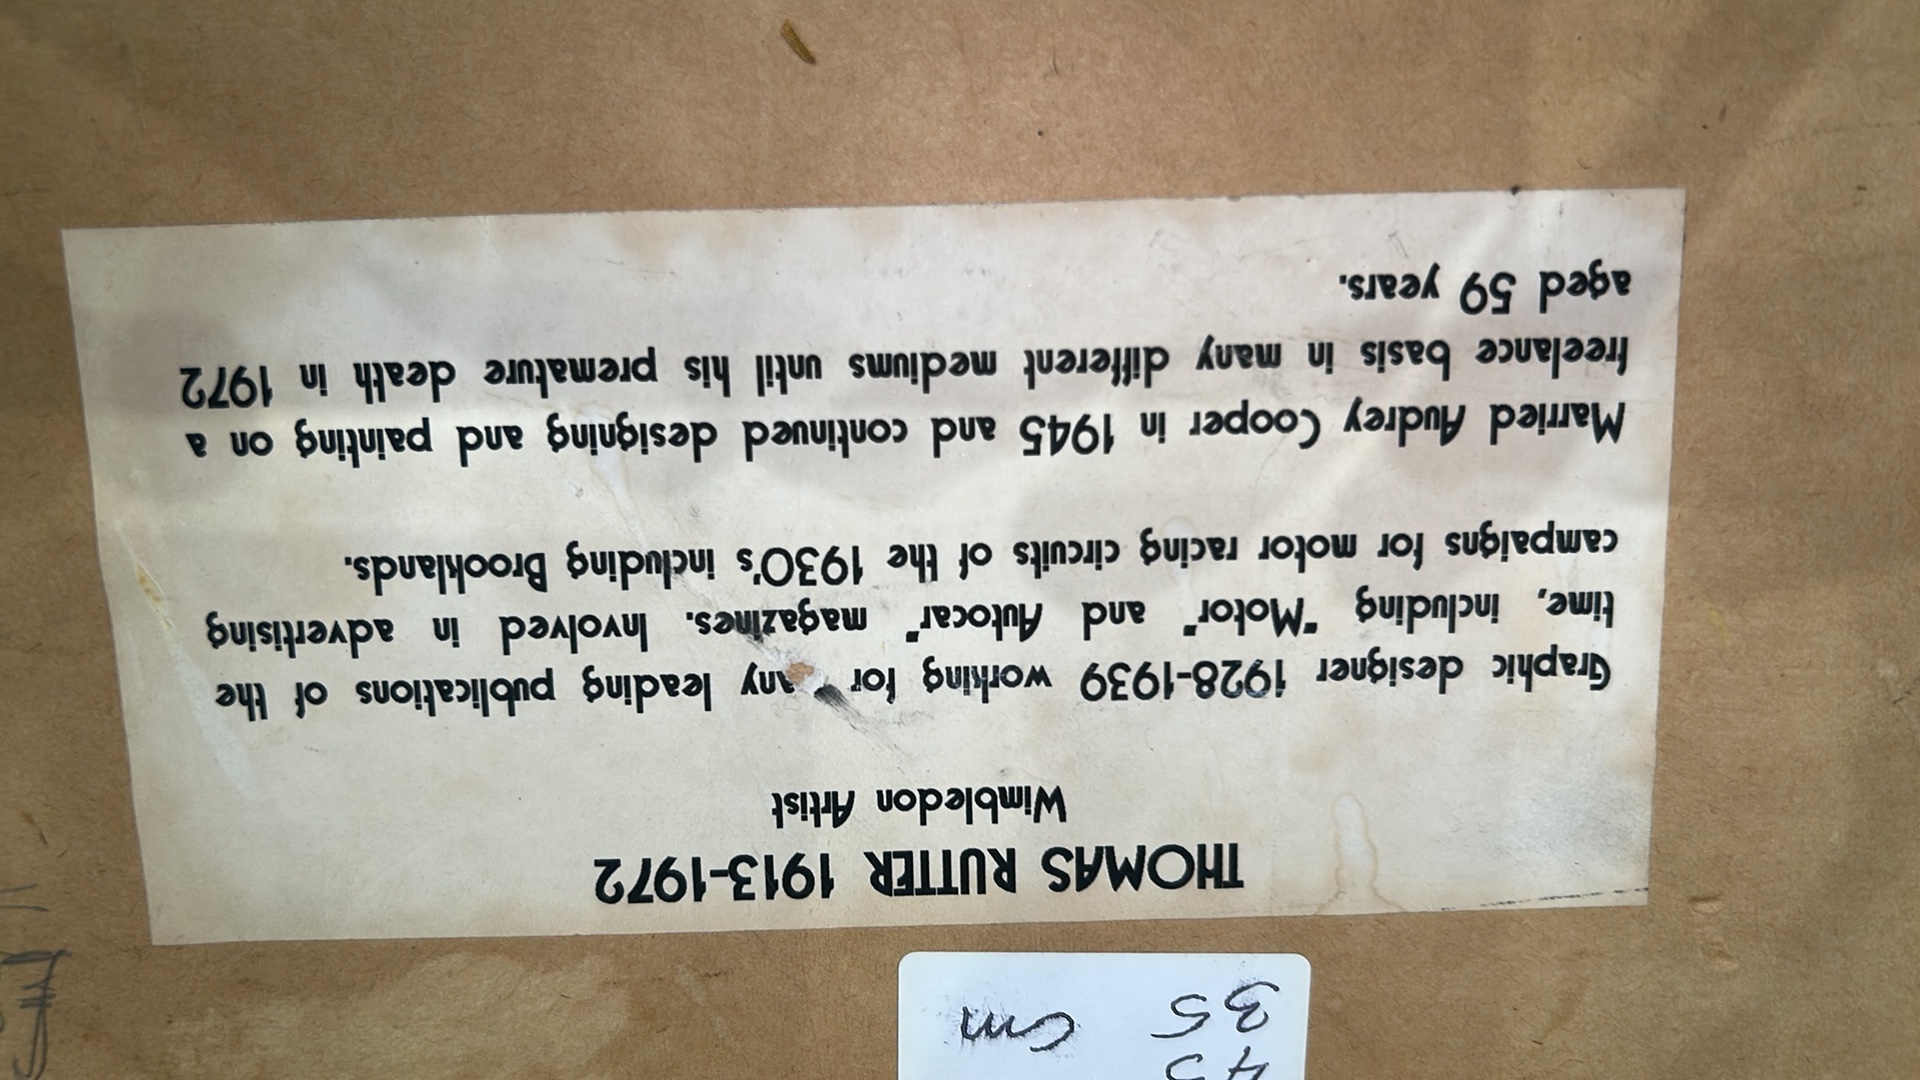 THOMAS RUTTER 1913-1972
Wimbledon Artist
Graphic designer 1928-1939 working for any leading publications of the
time, including "Motor" and "Autocar" magazines. Involved in advertising
campaigns for motor racing circuits of the 1930's including Brooklands.
Married Audrey Cooper in 1945 and continued designing and painting on a
freelance basis in many different mediums until his premature death in 1972
aged 59 years.
35 cm